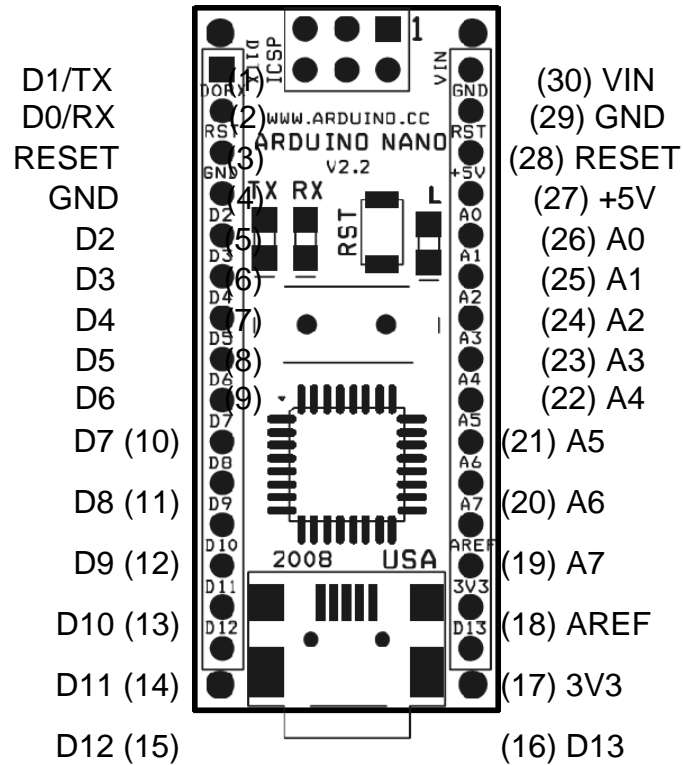 1
D1TX
ICSP
VIN
D1/TX (1) (30) VIN
DORX GND
D0/RX (2) WWW.ARDUINO.CC (29) GND
RST ARDUINO NANO RST
RESET (3) V2.2 (28) RESET
GND +5V
GND (4) TX RX L (27) +5V
D2 A0
D2 (5) RST (26) A0
D3 A1
D3 (6) (25) A1
D4 A2
D4 (7) (24) A2
D5 A3
D5 (8) (23) A3
D6 A4
D6 (9) (22) A4
D7 A5
D7 (10) (21) A5
D8 A6
D8 (11) (20) A6
D9 A7
D10 AREF
D9 (12) 2008 USA (19) A7
D11 3V3
D10 (13) (18) AREF
D12 D13
D11 (14) (17) 3V3
D12 (15) (16) D13